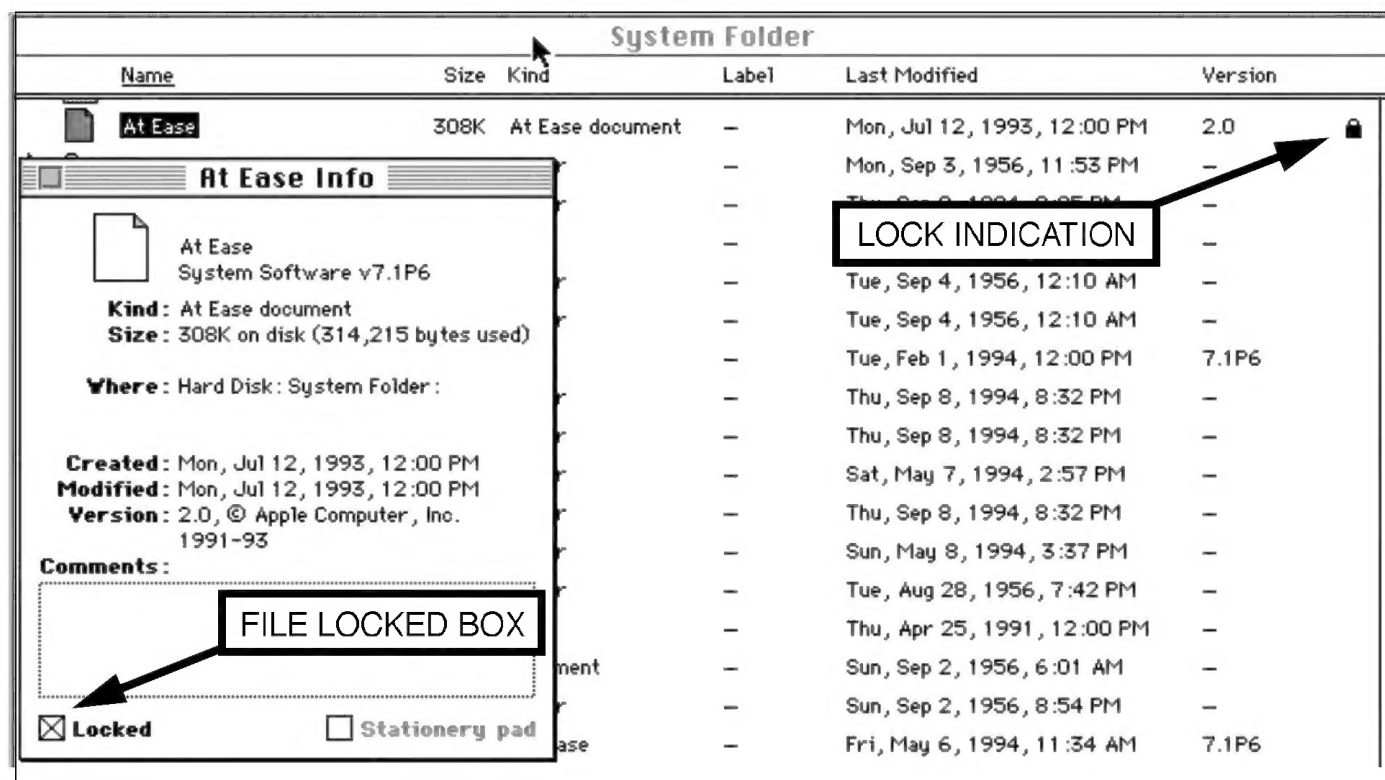 System Folder
Name Size Kind Label Last Modified Version
At Ease 308K At Ease document – Mon, Jul 12, 1993, 12:00 PM 2.0
Mon, Sep 3, 1956, 11:53 PM –
–
LOCK INDICATION
–
Tue, Sep 4, 1956, 12:10 AM –
– Tue, Sep 4, 1956, 12:10 AM –
– Tue, Feb 1, 1994, 12:00 PM 7.1P6
– Thu, Sep 8, 1994, 8:32 PM –
– Thu, Sep 8, 1994, 8:32 PM –
– Sat, May 7, 1994, 2:57 PM –
– Thu, Sep 8, 1994, 8:32 PM –
– Sun, May 8, 1994, 3:37 PM –
– Tue, Aug 28, 1956, 7:42 PM –
– Thu, Apr 25, 1991, 12:00 PM –
– Sun, Sep 2, 1956, 6:01 AM –
– Sun, Sep 2, 1956, 8:54 PM –
– Fri, May 6, 1994, 11:34 AM 7.1P6
At Ease Info
At Ease
System Software v7.1P6
Kind: At Ease document
Size: 308K on disk (314,215 bytes used)
Where: Hard Disk: System Folder:
Created: Mon, Jul 12, 1993, 12:00 PM
Modified: Mon, Jul 12, 1993, 12:00 PM
Version: 2.0, © Apple Computer, Inc.
1991-93
Comments:
FILE LOCKED BOX
Locked Stationery pad